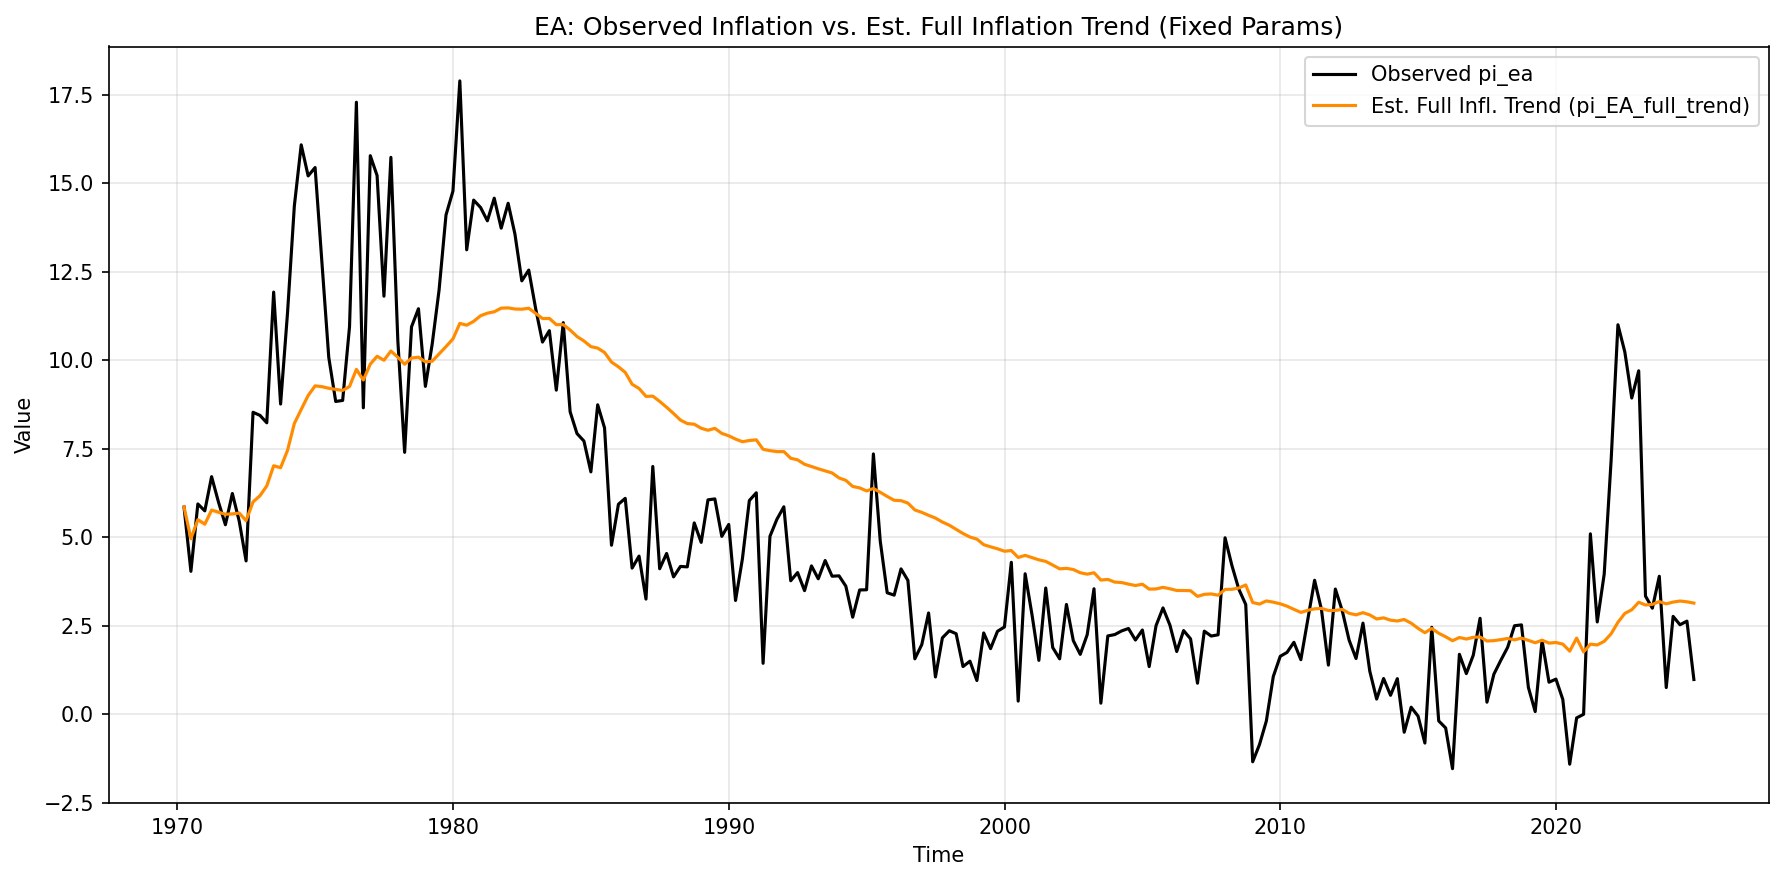 EA: Observed Inflation vs. Est. Full Inflation Trend (Fixed Params)
Observed pi_ea
Est. Full Infl. Trend (pi_EA_full_trend)
Value
17.5
15.0
12.5
10.0
7.5
5.0
2.5
0.0
−2.5
1970 1980 1990 2000 2010 2020
Time